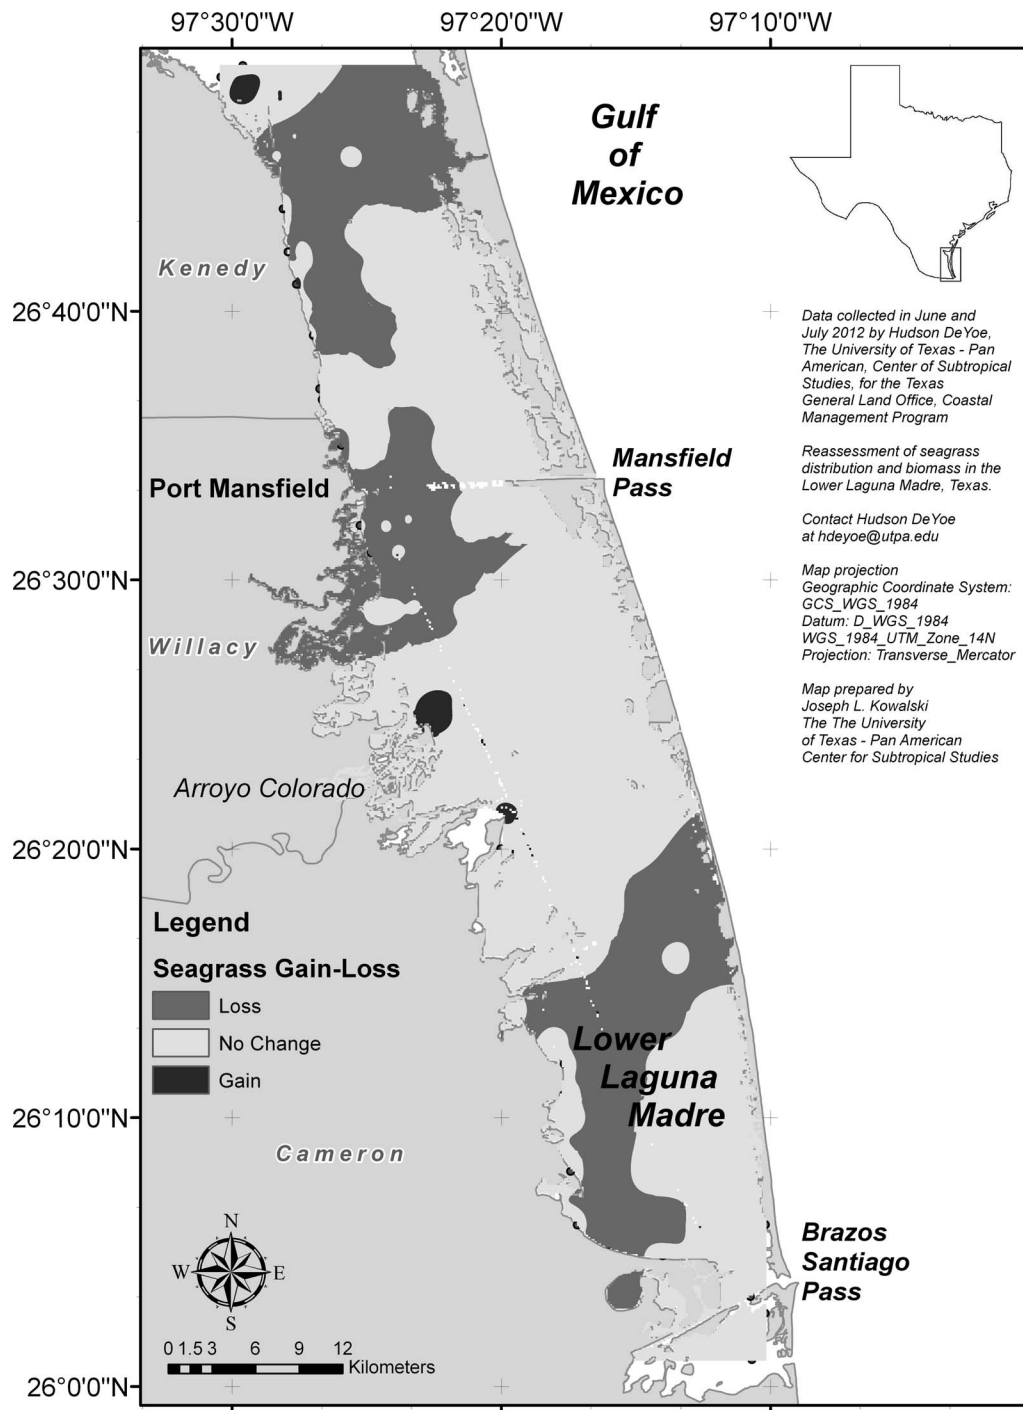 97°30'0"W
97°20'0"W
97°10'0"W
Gulf
of
Mexico
Kenedy
26°40'0"N
Data collected in June and
July 2012 by Hudson DeYoe,
The University of Texas - Pan
American, Center of Subtropical
Studies, for the Texas
General Land Office, Coastal
Management Program
Mansfield
Pass
Port Mansfield
Reassessment of seagrass
distribution and biomass in the
Lower Laguna Madre, Texas.
Contact Hudson DeYoe
at hdeyoe@utpa.edu
26°30'0"N
Map projection
Geographic Coordinate System:
GCS_WGS_1984
Datum: D_WGS_1984
WGS_1984_UTM_Zone_14N
Projection: Transverse_Mercator
Willacy
Map prepared by
Joseph L. Kowalski
The The University
of Texas - Pan American
Center for Subtropical Studies
Arroyo Colorado
26°20'0"N
Legend
Seagrass Gain-Loss
Loss
No Change
Gain
Lower
Laguna
Madre
26°10'0"N
Cameron
Brazos
Santiago
Pass
N
W E
S
0 1.5 3 6 9 12
Kilometers
26°0'0"N